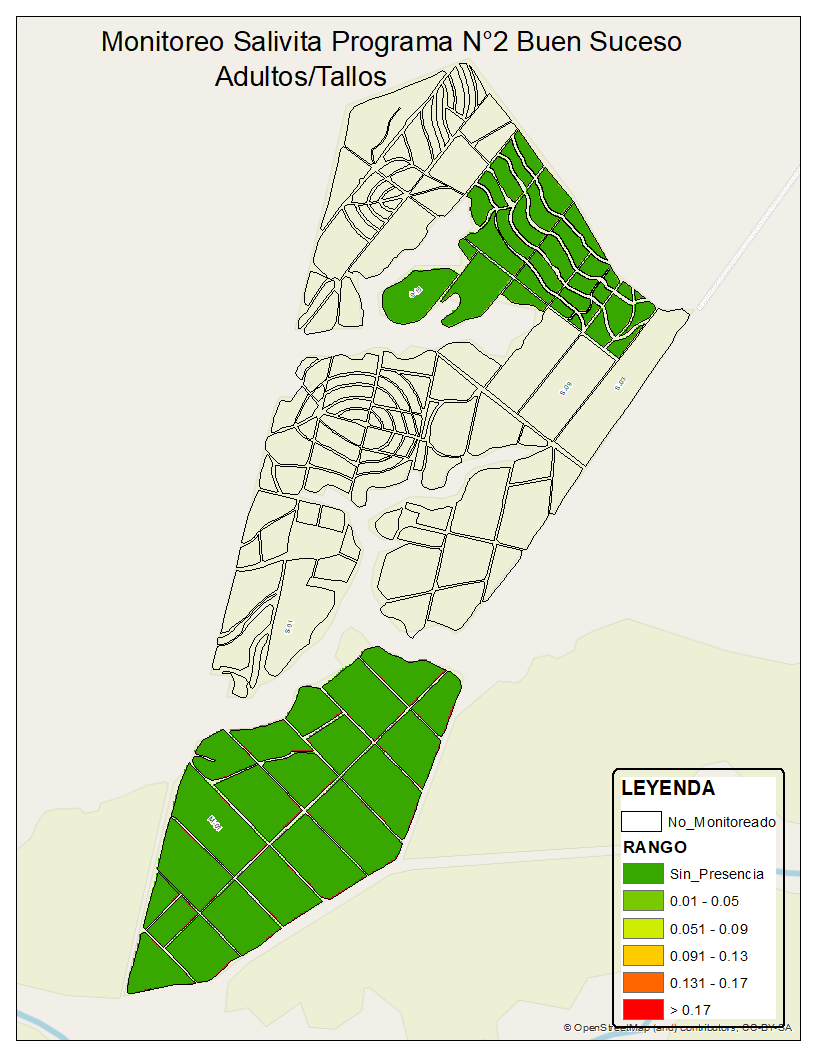 Monitoreo Salivita Programa N°2 Buen Suceso
Adultos/Tallos
S 09
S 03
S 01
LEYENDA
No_Monitoreado
RANGO
Sin_Presencia
0.01 - 0.05
0.051 - 0.09
0.091 - 0.13
0.131 - 0.17
> 0.17
© OpenStreetMap (and) contributors, CC-BY-SA